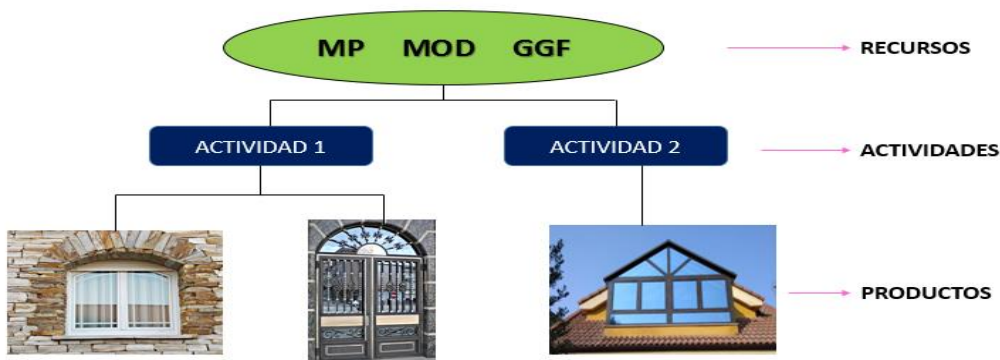 MP MOD GGF
RECURSOS
ACTIVIDAD 1
ACTIVIDAD 2
ACTIVIDADES
PRODUCTOS